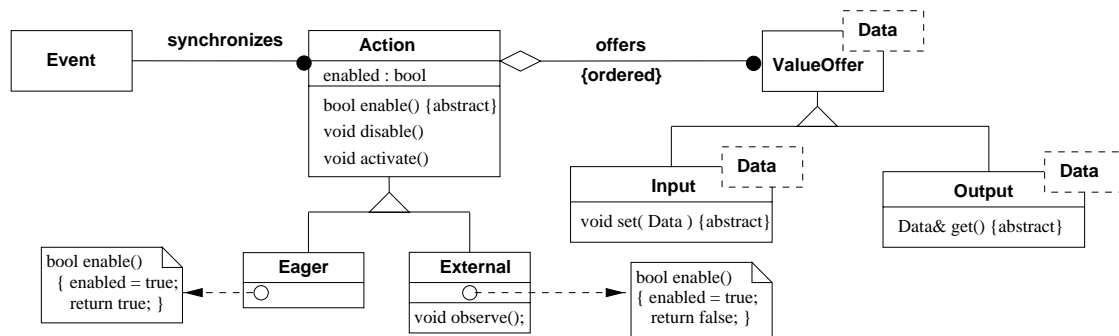 Event
synchronizes
Action
enabled : bool
bool enable() {abstract}
void disable()
void activate()
offers
{ordered}
Data
ValueOffer
Data
Input
void set( Data ) {abstract}
Data
Output
Data& get() {abstract}
bool enable()
{ enabled = true;
return true; }
Eager
External
void observe();
bool enable()
{ enabled = true;
return false; }